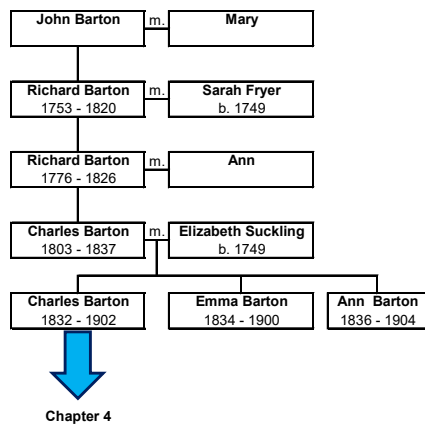 John Barton m. Mary
Richard Barton m. Sarah Fryer
1753 - 1820 b. 1749
Richard Barton m. Ann
1776 - 1826
Charles Barton m. Elizabeth Suckling
1803 - 1837 b. 1749
Charles Barton Emma Barton Ann Barton
1832 - 1902 1834 - 1900 1836 - 1904
Chapter 4